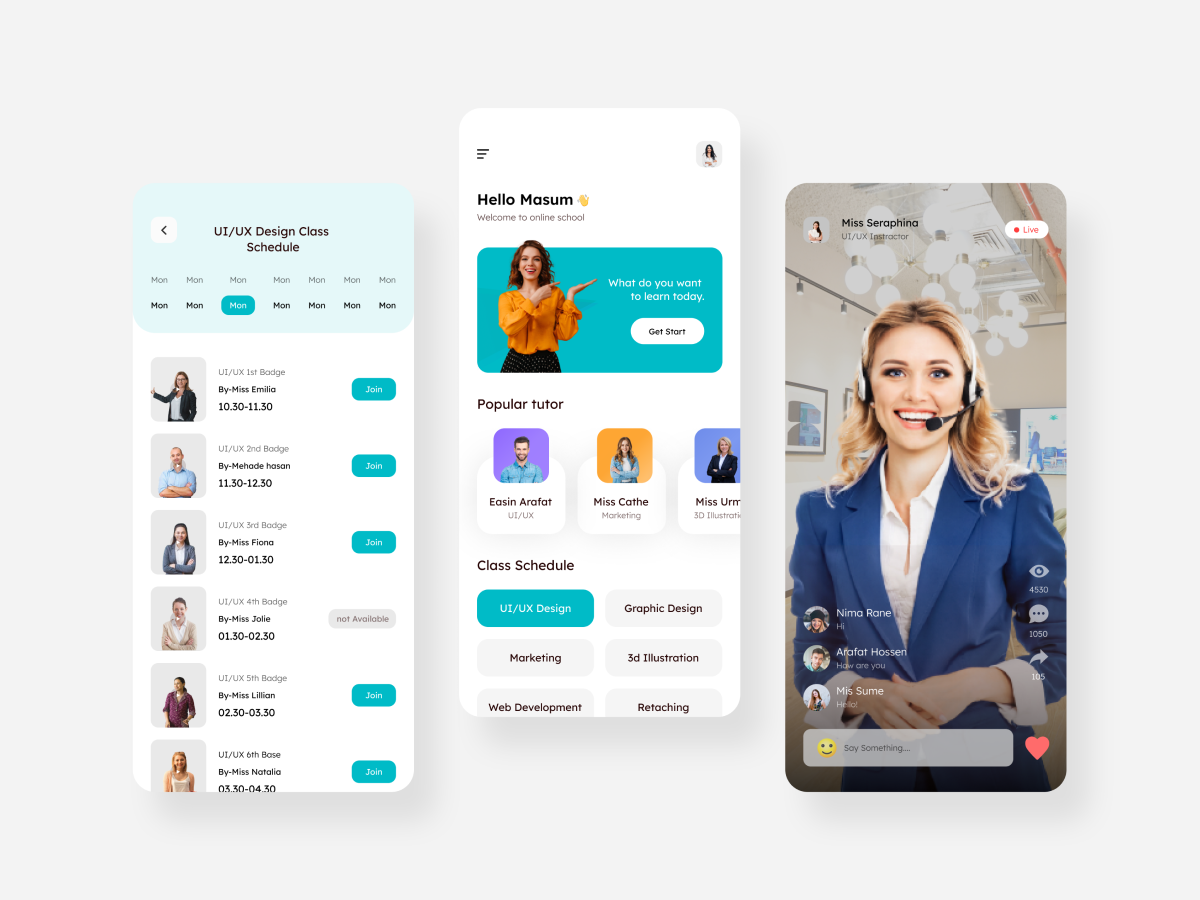 UI/UX Design Class
Schedule
Mon Mon Mon Mon Mon Mon Mon
Mon Mon Mon Mon Mon Mon Mon
UI/UX 1st Badge
By-Miss Emilia
10.30-11.30
Join
UI/UX 2nd Badge
By-Mehade hasan
11.30-12.30
Join
UI/UX 3rd Badge
By-Miss Fiona
12.30-01.30
Join
UI/UX 4th Badge
By-Miss Jolie
01.30-02.30
not Available
UI/UX 5th Badge
By-Miss Lillian
02.30-03.30
Join
UI/UX 6th Base
By-Miss Natalia
03.30-04.30
Join
Hello Masum 👋
Welcome to online school
What do you want
to learn today.
Get Start
Popular tutor
Easin Arafat
UI/UX
Miss Cathe
Marketing
Miss Urm
3D Illustratic
Class Schedule
UI/UX Design
Graphic Design
Marketing
3d Illustration
Web Development
Retaching
Miss Seraphina
UI/UX Instractor
Live
4530
1050
105
Nima Rane
Hi
Arafat Hossen
How are you
Mis Sume
Hello!
Say Something....